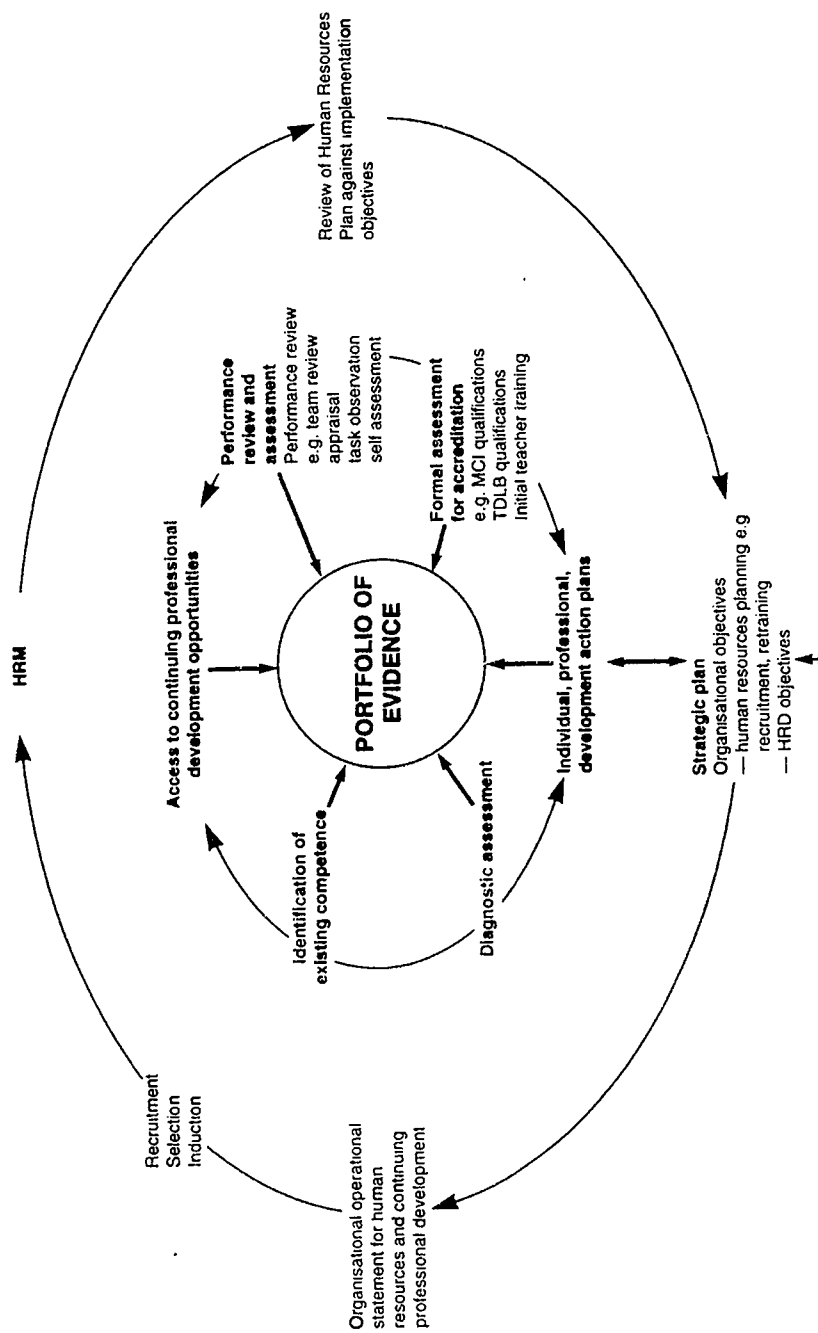 HRM
Recruitment
Selection
Induction
Access to continuing professional
development opportunities
Performance
review and
assessment
Performance review
e.g. team review
appraisal
task observation
self assessment
Review of Human Resources
Plan against implementation
objectives
Identification of
existing competence
PORTFOLIO OF
EVIDENCE
Formal assessment
for accreditation
e.g. MCI qualifications
TDLB qualifications
Initial teacher training
Diagnostic assessment
Individual, professional,
development action plans
Organisational operational
statement for human
resources and continuing
professional development
Strategic plan
Organisational objectives
— human resources planning e.g
recruitment, retraining
— HRD objectives